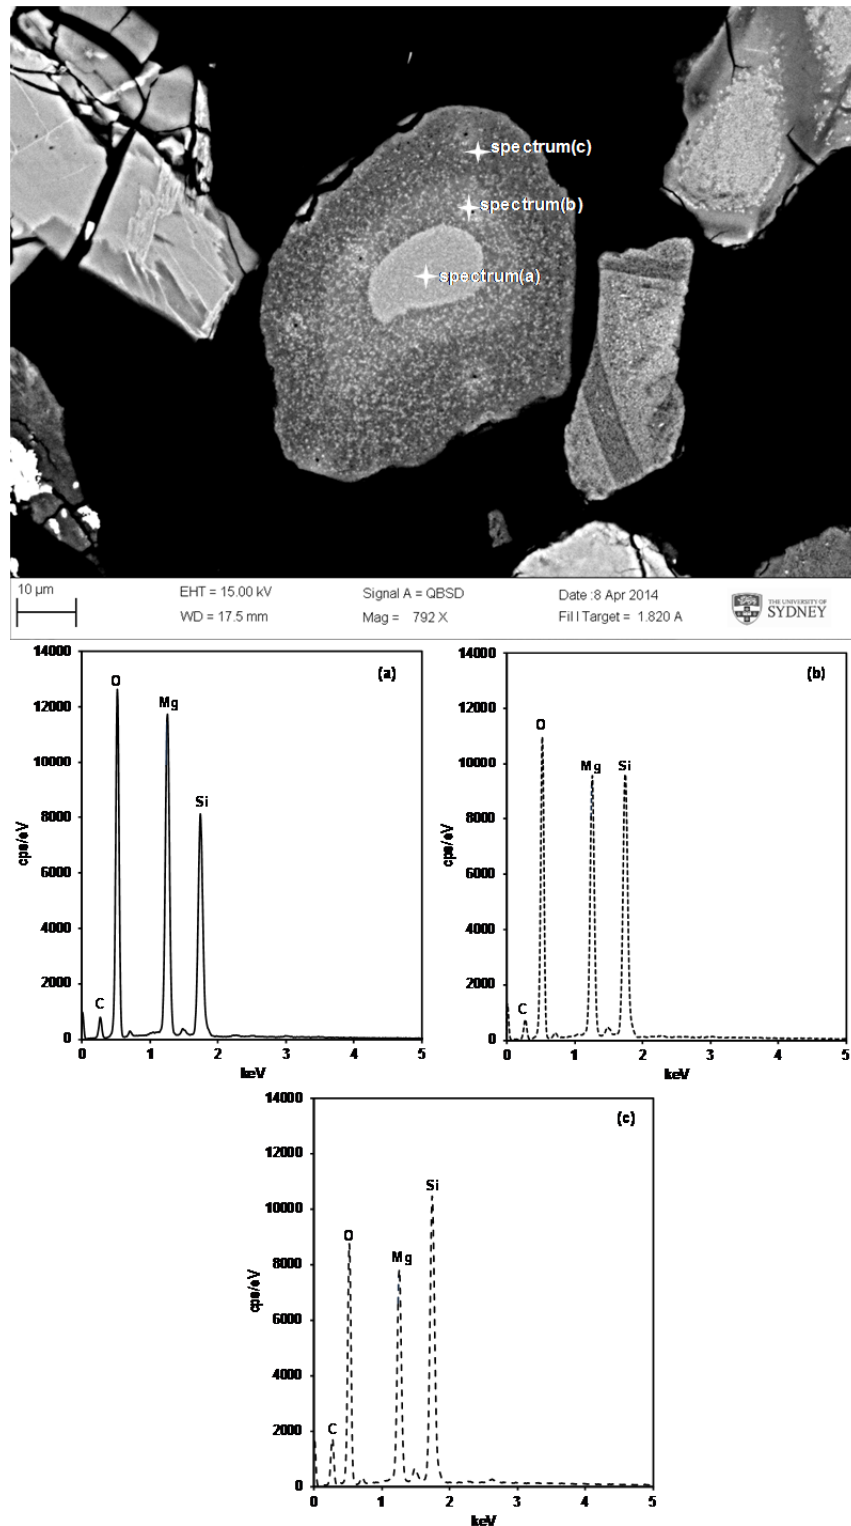 spectrum(c)
spectrum(b)
spectrum(a)
10 µm
EHT = 15.00 kV
Signal A = QBSD
Date :8 Apr 2014
WD = 17.5 mm
Mag = 792 X
Fil I Target = 1.820 A
THE UNIVERSITY OF
SYDNEY
(a)
14000
12000
10000
8000
6000
4000
2000
0
cps/eV
C
O
Mg
Si
0 1 2 3 4 5
keV
(b)
14000
12000
10000
8000
6000
4000
2000
0
cps/eV
C
O
Mg
Si
0 1 2 3 4 5
keV
(c)
14000
12000
10000
8000
6000
4000
2000
0
cps/eV
C
O
Mg
Si
0 1 2 3 4 5
keV